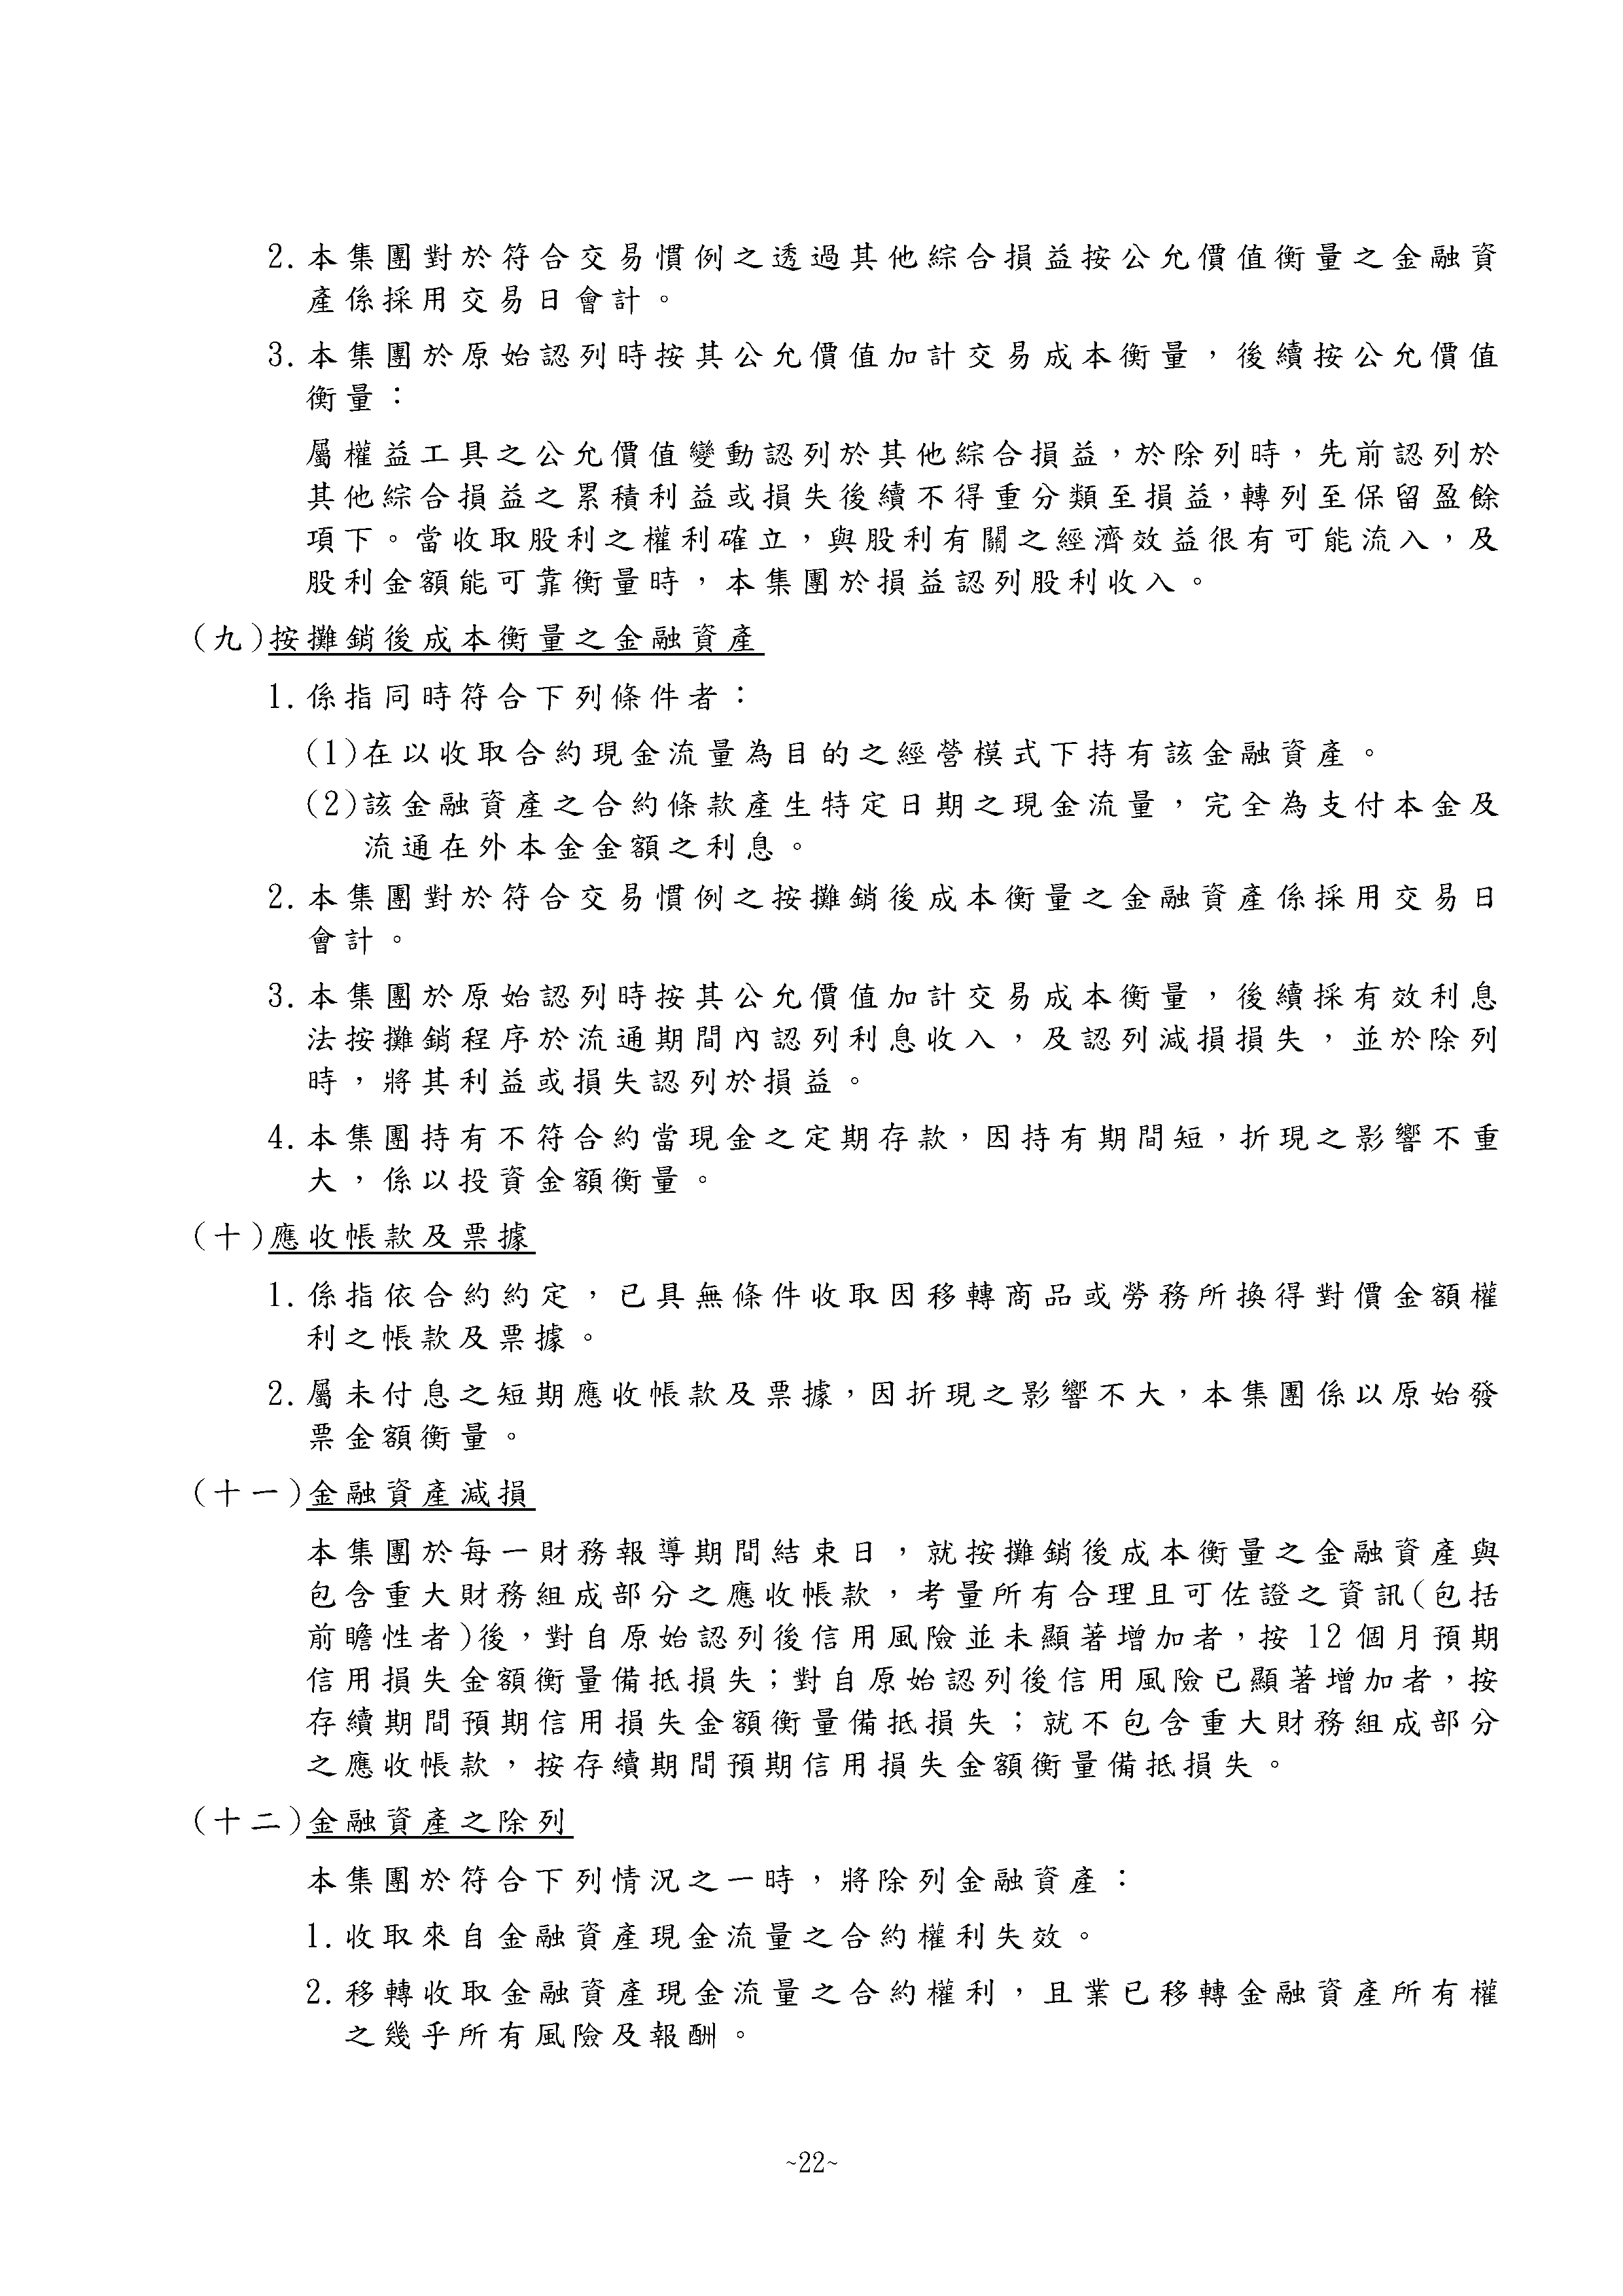 2. 本集團對於符合交易慣例之透過其他綜合損益按公允價值衡量之金融資
產係採用交易日會計。
3. 本集團於原始認列時按其公允價值加計交易成本衡量，後續按公允價值
衡量：
屬權益工具之公允價值變動認列於其他綜合損益，於除列時，先前認列於
其他綜合損益之累積利益或損失後續不得重分類至損益，轉列至保留盈餘
項下。當收取股利之權利確立，與股利有關之經濟效益很有可能流入，及
股利金額能可靠衡量時，本集團於損益認列股利收入。
(九)按攤銷後成本衡量之金融資產
1. 係指同時符合下列條件者：
(1)在以收取合約現金流量為目的之經營模式下持有該金融資產。
(2)該金融資產之合約條款產生特定日期之現金流量，完全為支付本金及
流通在外本金金額之利息。
2. 本集團對於符合交易慣例之按攤銷後成本衡量之金融資產係採用交易日
會計。
3. 本集團於原始認列時按其公允價值加計交易成本衡量，後續採有效利息
法按攤銷程序於流通期間內認列利息收入，及認列減損損失，並於除列
時，將其利益或損失認列於損益。
4. 本集團持有不符合約當現金之定期存款，因持有期間短，折現之影響不重
大，係以投資金額衡量。
(十)應收帳款及票據
1. 係指依合約約定，已具無條件收取因移轉商品或勞務所換得對價金額權
利之帳款及票據。
2. 屬未付息之短期應收帳款及票據，因折現之影響不大，本集團係以原始發
票金額衡量。
(十一)金融資產減損
本集團於每一財務報導期間結束日，就按攤銷後成本衡量之金融資產與
包含重大財務組成部分之應收帳款，考量所有合理且可佐證之資訊(包括
前瞻性者)後，對自原始認列後信用風險並未顯著增加者，按 12 個月預期
信用損失金額衡量備抵損失；對自原始認列後信用風險已顯著增加者，按
存續期間預期信用損失金額衡量備抵損失；就不包含重大財務組成部分
之應收帳款，按存續期間預期信用損失金額衡量備抵損失。
(十二)金融資產之除列
本集團於符合下列情況之一時，將除列金融資產：
1. 收取來自金融資產現金流量之合約權利失效。
2. 移轉收取金融資產現金流量之合約權利，且業已移轉金融資產所有權
之幾乎所有風險及報酬。
~22~